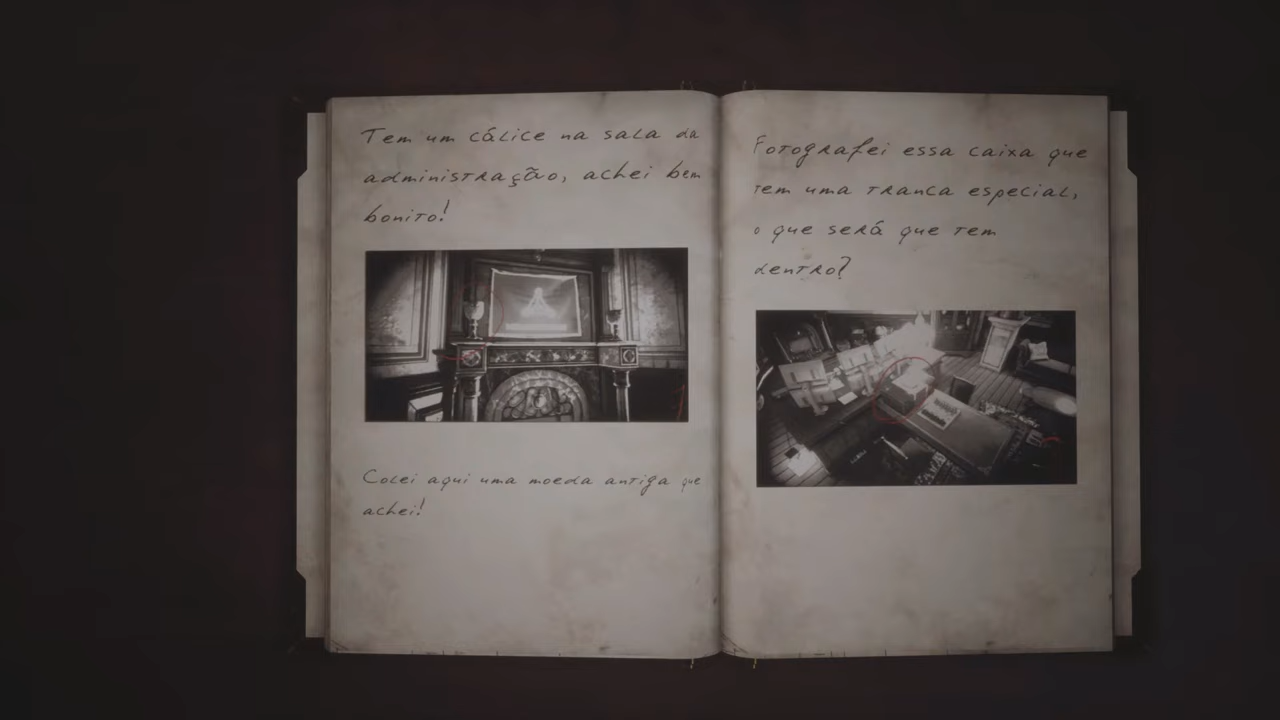 Tem um cálice na sala da
administração, achei bem
bonito!
Colei aqui uma moeda antiga que
achei!
Fotografei essa caixa que
tem uma tranca especial,
o que será que tem
dentro?